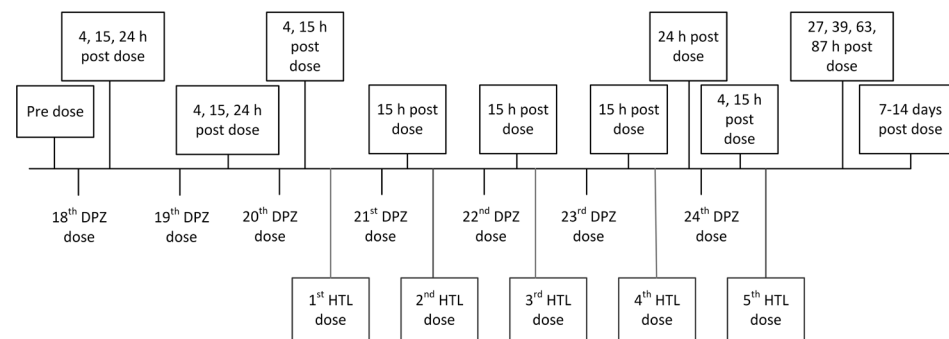 4, 15, 24 h
post dose
4, 15 h
post
dose
24 h post
dose
27, 39, 63,
87 h post
dose
Pre dose
4, 15, 24 h
post dose
15 h post
dose
15 h post
dose
15 h post
dose
4, 15 h
post
dose
7-14 days
post dose
18th DPZ
dose
19th DPZ
dose
20th DPZ
dose
21st DPZ
dose
22nd DPZ
dose
23rd DPZ
dose
24th DPZ
dose
1st HTL
dose
2nd HTL
dose
3rd HTL
dose
4th HTL
dose
5th HTL
dose